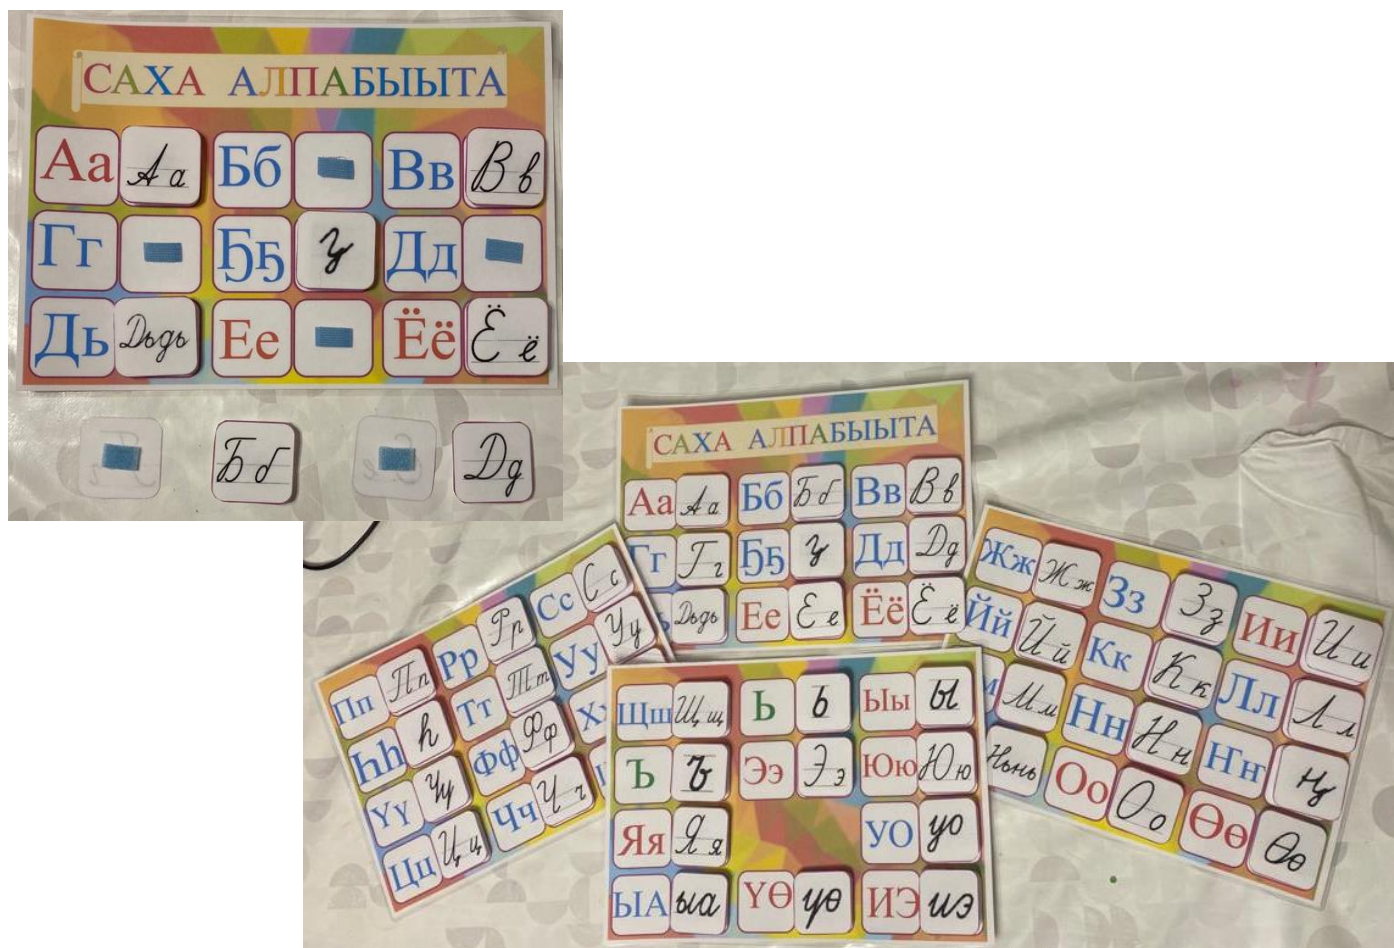 САХА АЛПАБЫЫТА
Аа Аа Бб Вв Вв
Гг Ҕҕ Дд
Дь Дьдь Ее Ёё Ёё
Бб Дд
САХА АЛПАБЫЫТА
Аа Аа Бб Бб Вв Вв
Гг Гг Ҕҕ Дд Дд
Дьдь Ее Ее Ёё Ёё
Пп Пп Рр Рр Сс Сс
Һһ һ Тт Тт Уу Уу
Үү Фф Фф
Цц Цц Чч Чч
Щщ Щщ Ь ь Ыы ы
Ъ ъ Ээ Ээ Юю Юю
Яя Яя УО уо
ЫА ыа ҮӨ үө ИЭ иэ
Жж Жж Зз Зз Ии Ии
Йй Йй Кк Кк Лл Лл
Мм Нн Нн Ҥҥ ҥ
Ньнь Оо Оо Өө Өө